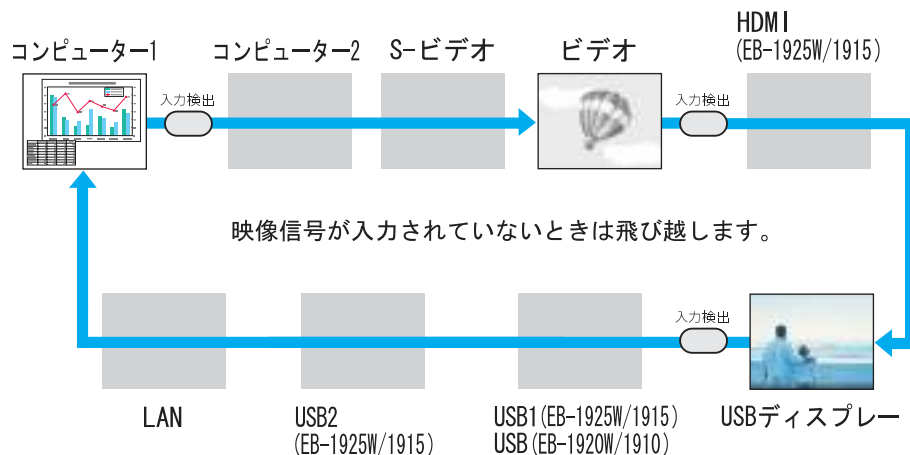 コンピューター1
コンピューター2
S-ビデオ
ビデオ
HDMI
(EB-1925W/1915)
入力検出
入力検出
映像信号が入力されていないときは飛び越します。
入力検出
LAN
USB2
(EB-1925W/1915)
USB1(EB-1925W/1915)
USB(EB-1920W/1910)
USBディスプレー